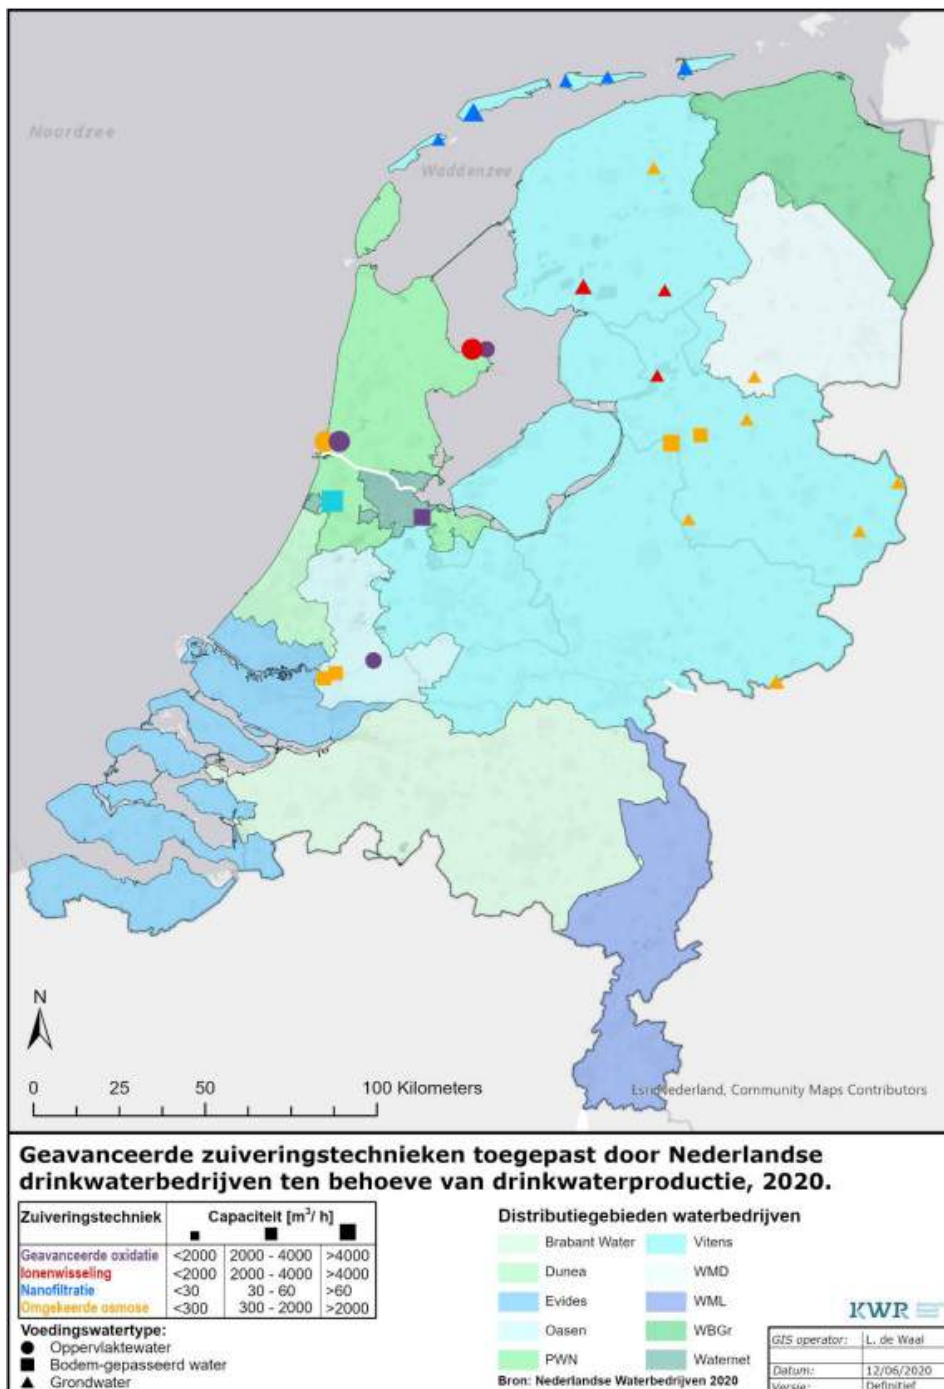 Noordzee
Waddenzee
N
0 25 50 100 Kilometers
Esri Nederland, Community Maps Contributors
Geavanceerde zuiveringstechnieken toegepast door Nederlandse
drinkwaterbedrijven ten behoeve van drinkwaterproductie, 2020.
Zuiveringstechniek Capaciteit [m³/ h]
Geavanceerde oxidatie <2000 2000 - 4000 >4000
Ionenwisseling <2000 2000 - 4000 >4000
Nanofiltratie <30 30 - 60 >60
Omgekeerde osmose <300 300 - 2000 >2000
Voedingswatertype:
Oppervlaktewater
Bodem-gepasseerd water
Grondwater
Distributiegebieden waterbedrijven
Brabant Water
Dunea
Evides
Oasen
PWN
Vitens
WMD
WML
WBGr
Waternet
Bron: Nederlandse Waterbedrijven 2020
KWR
GIS operator: L. de Waal
Datum: 12/06/2020
Versie: Definitief